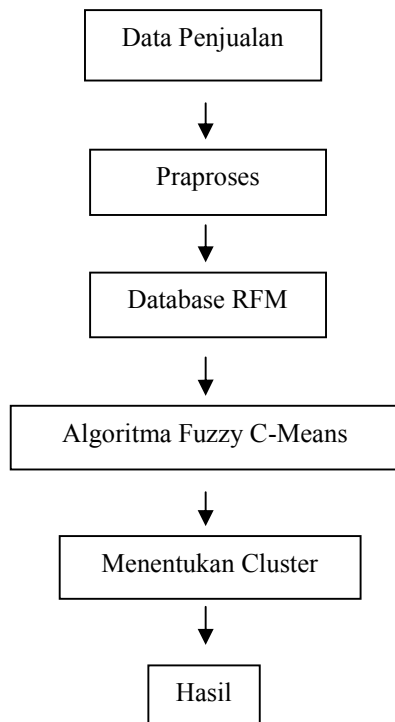 Data Penjualan
Praproses
Database RFM
Algoritma Fuzzy C-Means
Menentukan Cluster
Hasil